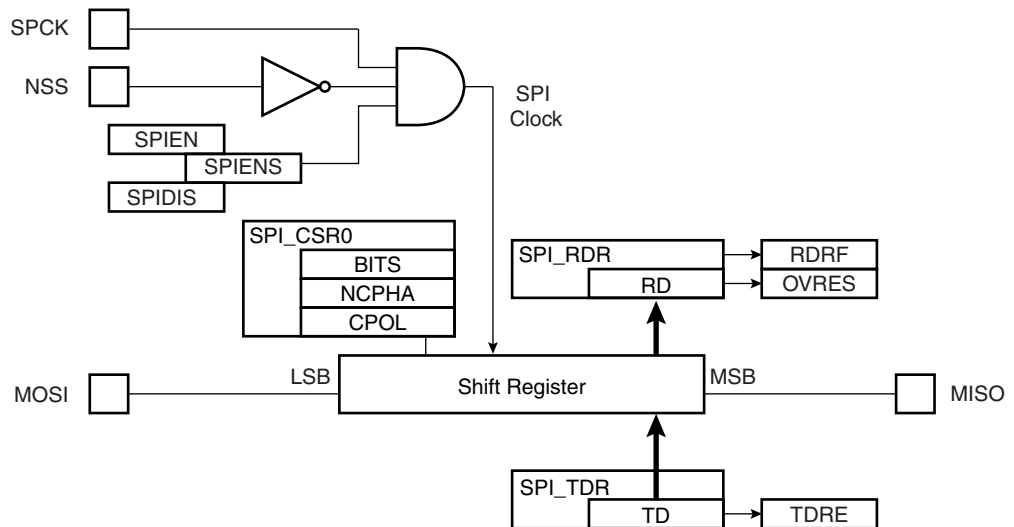 SPCK
NSS
SPI
Clock
SPIEN
SPIENS
SPIDIS
SPI_CSR0
BITS
NCPHA
CPOL
SPI_RDR
RD
RDRF
OVRES
MOSI
LSB
Shift Register
MSB
MISO
SPI_TDR
TD
TDRE